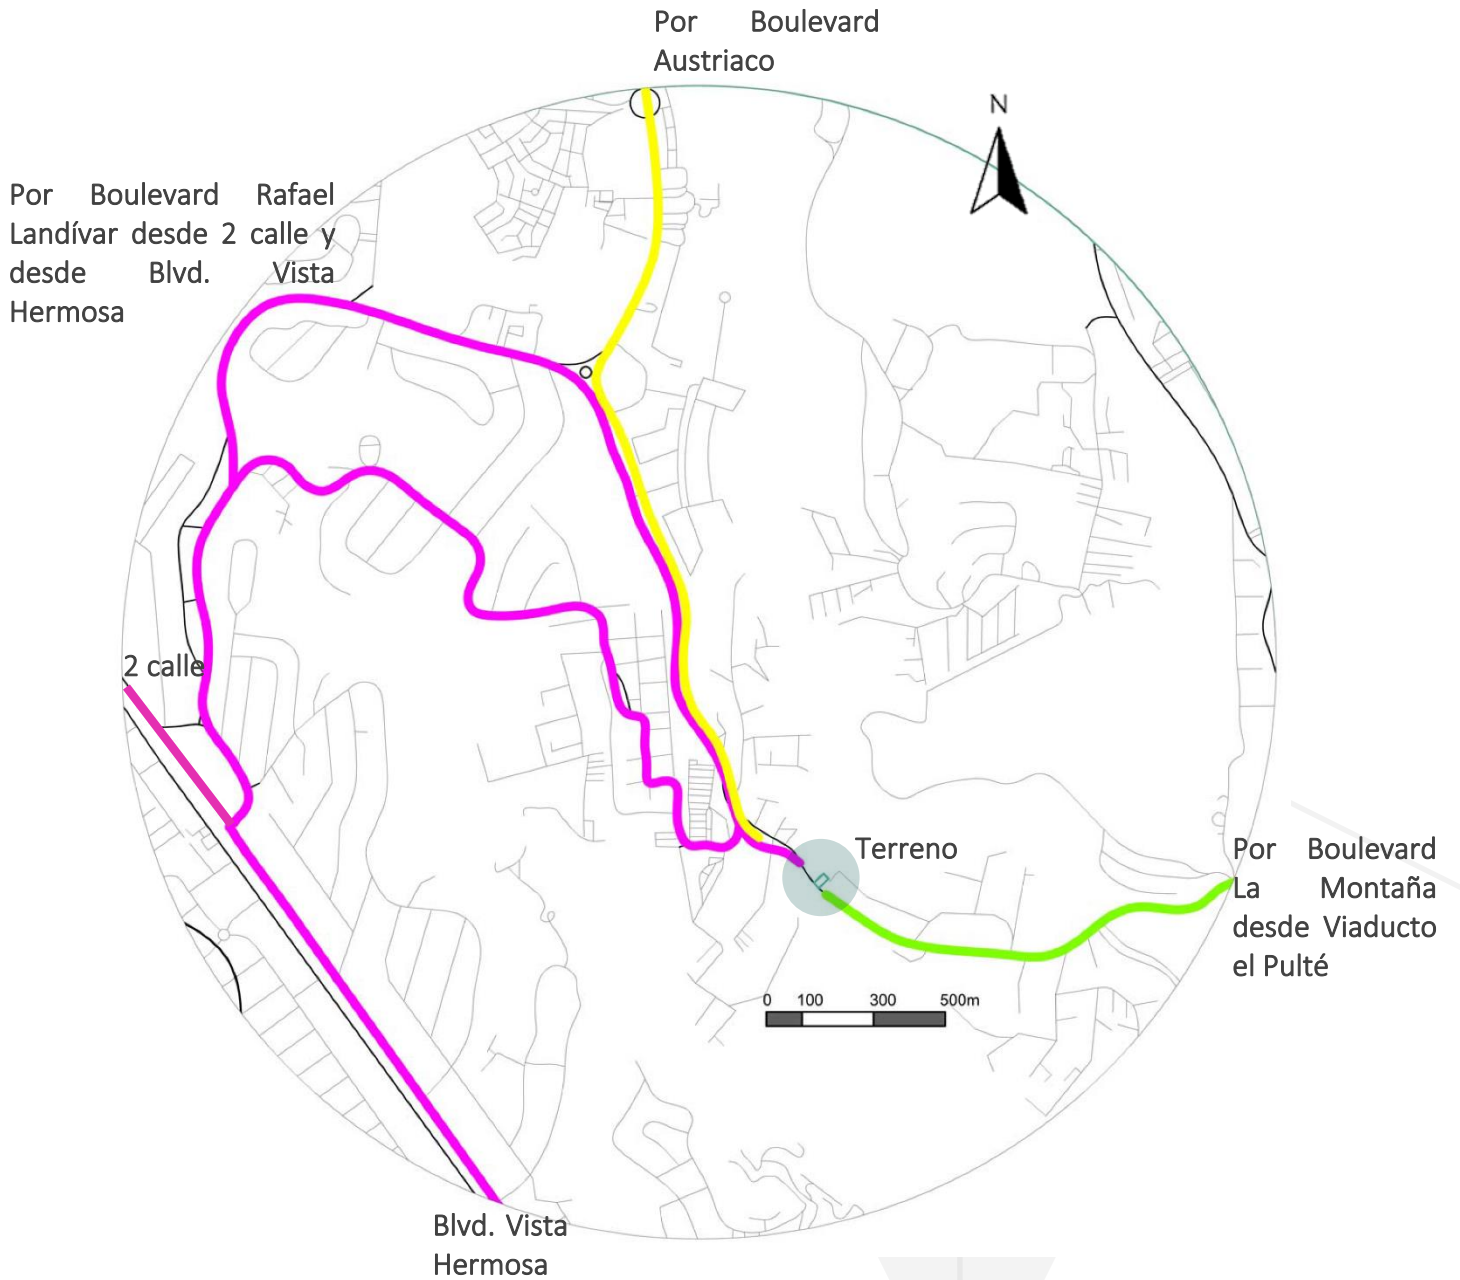 Por Boulevard
Austriaco
N
Por Boulevard Rafael
Landívar desde 2 calle y
desde Blvd. Vista
Hermosa
2 calle
Terreno
Por Boulevard
La Montaña
desde Viaducto
el Pulté
0 100 300 500m
Blvd. Vista
Hermosa